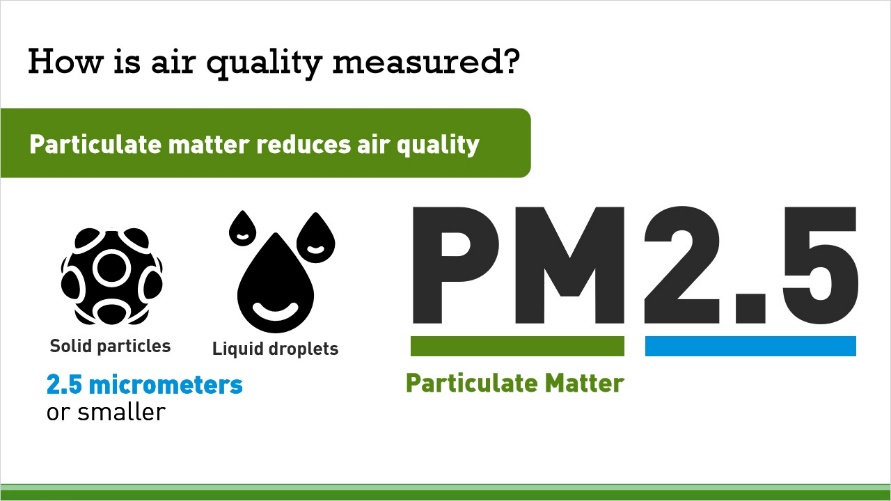 How is air quality measured?
Particulate matter reduces air quality
PM2.5
Solid particles
Liquid droplets
Particulate Matter
2.5 micrometers
or smaller